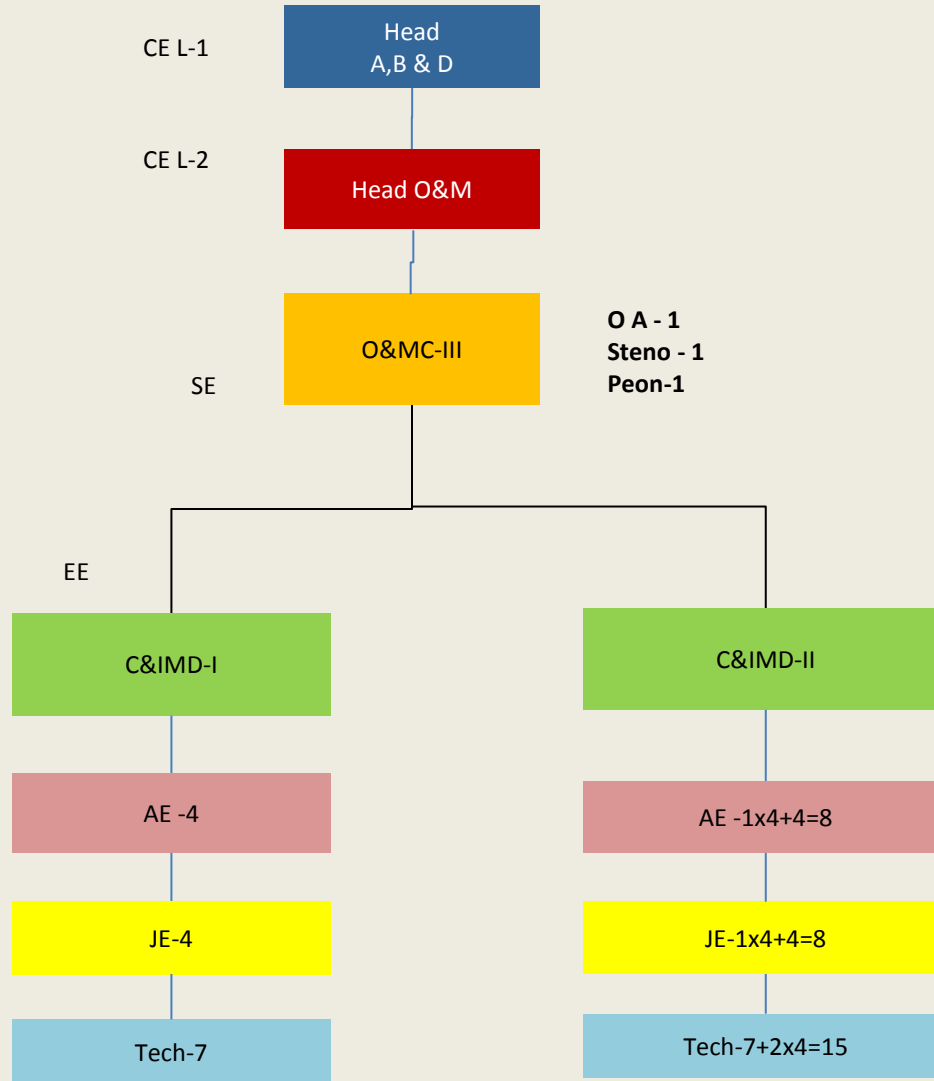 CE L-1
Head
A,B & D
CE L-2
Head O&M
O&MC-III
O A - 1
Steno - 1
Peon-1
SE
EE
C&IMD-I
C&IMD-II
AE -4
AE -1x4+4=8
JE-4
JE-1x4+4=8
Tech-7
Tech-7+2x4=15